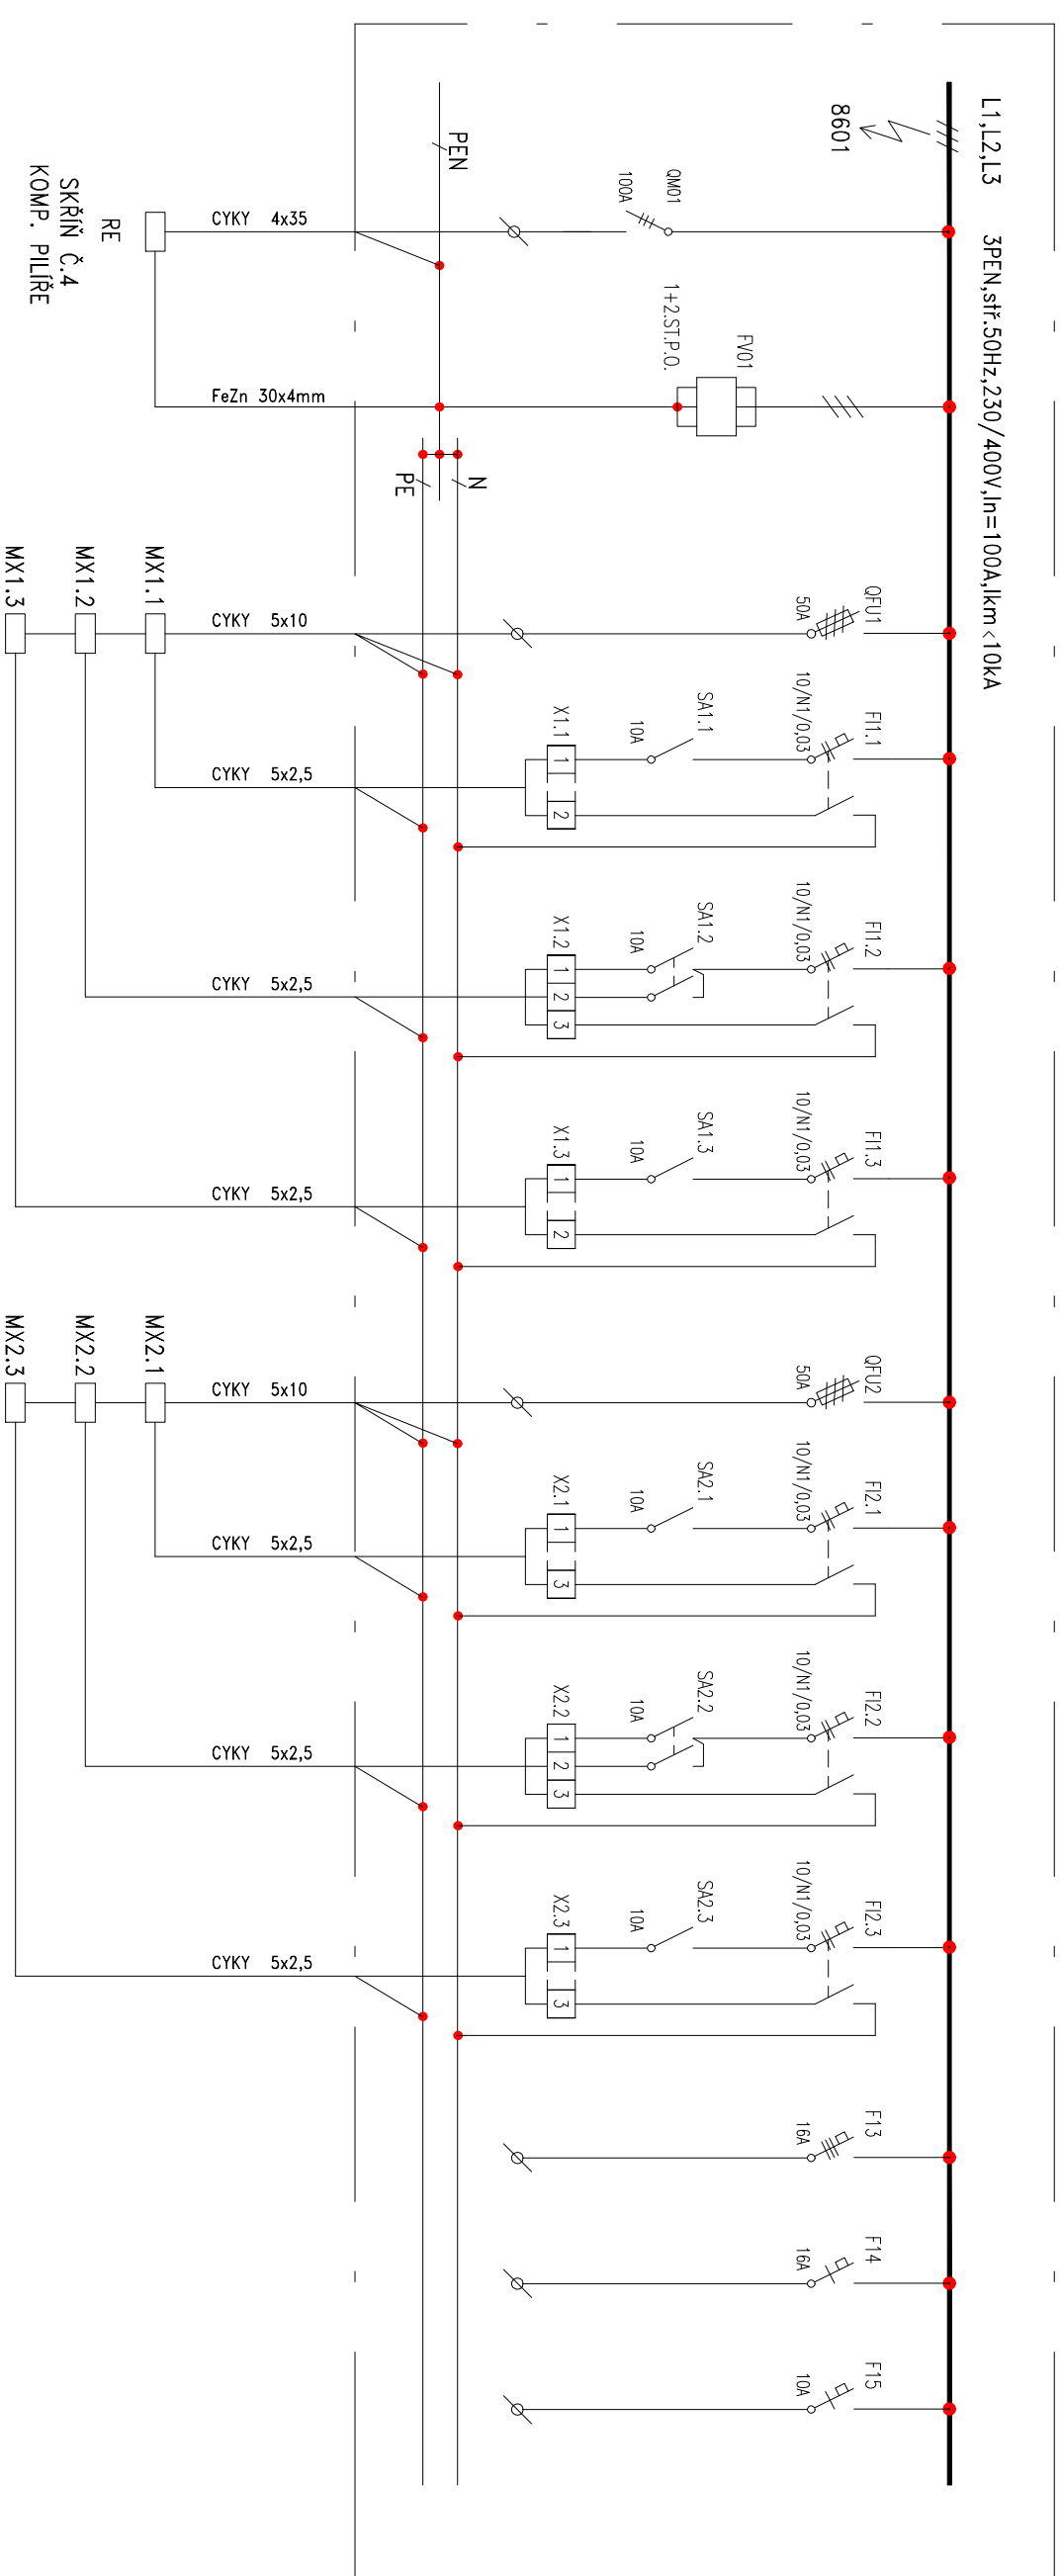 L1,L2,L3 3PEN,stř.50Hz,230/400V,In=100A,Ikm<10kA
8601
PEN
QM01
100A
CYKY 4x35
RE
SKŘÍŇ Č.4
KOMP. PILÍŘE
FV01
1+2.ST.P.O.
FeZn 30x4mm
N
PE
QFU1
50A
CYKY 5x10
MX1.1
MX1.2
MX1.3
FI1.1
10/N1/0,03
SA1.1
10A
X1.1
1
2
CYKY 5x2,5
FI1.2
10/N1/0,03
SA1.2
10A
X1.2
1
2
3
CYKY 5x2,5
FI1.3
10/N1/0,03
SA1.3
10A
X1.3
1
2
CYKY 5x2,5
QFU2
50A
CYKY 5x10
MX2.1
MX2.2
MX2.3
FI2.1
10/N1/0,03
SA2.1
10A
X2.1
1
3
CYKY 5x2,5
FI2.2
10/N1/0,03
SA2.2
10A
X2.2
1
2
3
CYKY 5x2,5
FI2.3
10/N1/0,03
SA2.3
10A
X2.3
1
3
CYKY 5x2,5
F13
16A
F14
16A
F15
10A